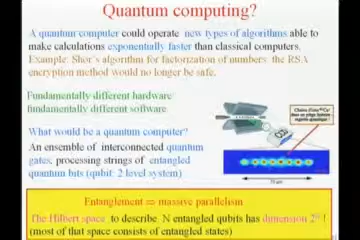 Quantum computing?
A quantum computer could operate new types of algorithms able to
make calculations exponentially faster than classical computers.
Example: Shor's algorithm for factorization of numbers: the RSA
encryption method would no longer be safe.
Fundamentally different hardware
fundamentally different software
What would be a quantum computer?
An ensemble of interconnected quantum
gates, processing strings of entangled
quantum bits (qubit: 2 level system)
Entanglement ⇒ massive parallelism
The Hilbert space to describe N entangled qubits has dimension 2ᴺ !
(most of that space consists of entangled states)